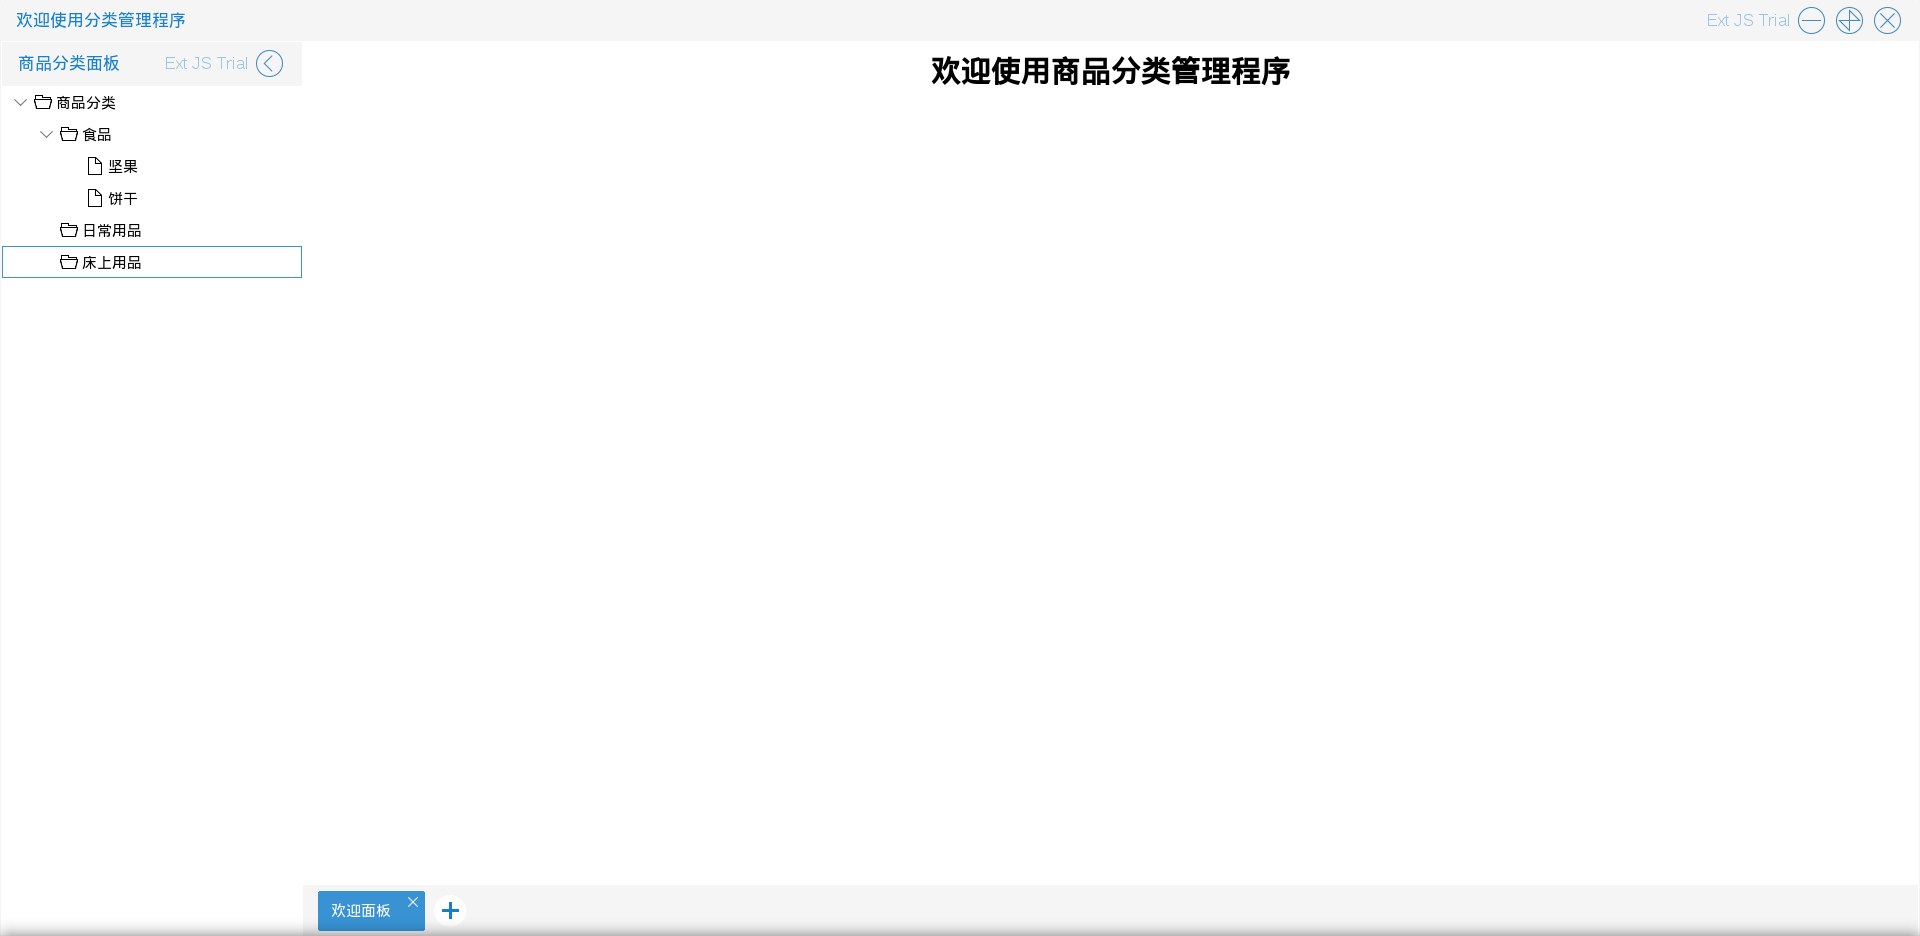 欢迎使用分类管理程序 Ext JS Trial
商品分类面板 Ext JS Trial
欢迎使用商品分类管理程序
商品分类
食品
坚果
饼干
日常用品
床上用品
欢迎面板